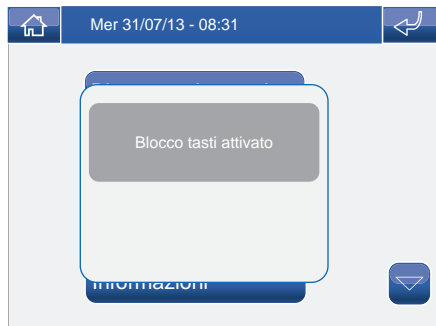 Mer 31/07/13 - 08:31
Blocco tasti attivato
Informazioni